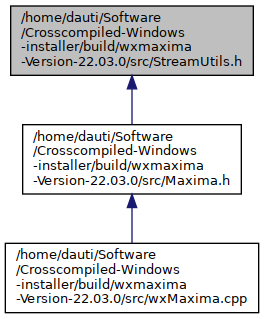 /home/dauti/Software
/Crosscompiled-Windows
-installer/build/wxmaxima
-Version-22.03.0/src/StreamUtils.h
/home/dauti/Software
/Crosscompiled-Windows
-installer/build/wxmaxima
-Version-22.03.0/src/Maxima.h
/home/dauti/Software
/Crosscompiled-Windows
-installer/build/wxmaxima
-Version-22.03.0/src/wxMaxima.cpp